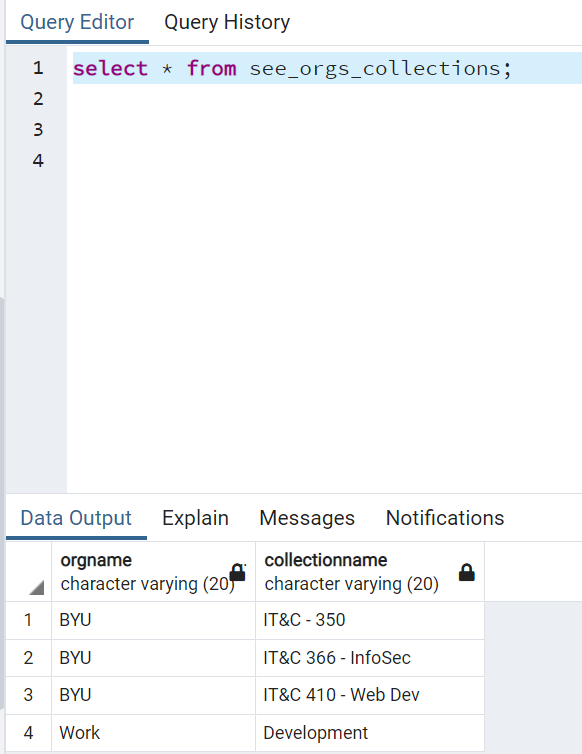 Query Editor Query History
1 select * from see_orgs_collections;
2
3
4
Data Output Explain Messages Notifications
orgname collectionname
character varying (20) character varying (20)
1 BYU IT&C - 350
2 BYU IT&C 366 - InfoSec
3 BYU IT&C 410 - Web Dev
4 Work Development